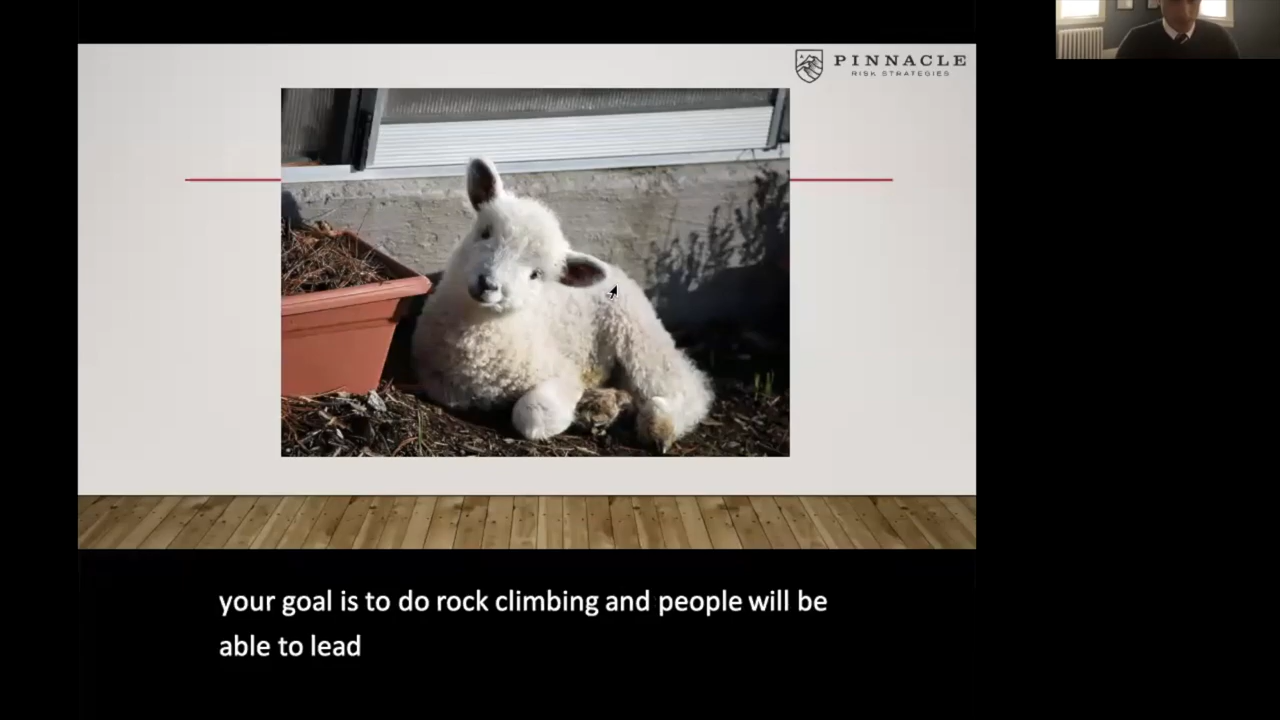 PINNACLE
RISK STRATEGIES
your goal is to do rock climbing and people will be
able to lead